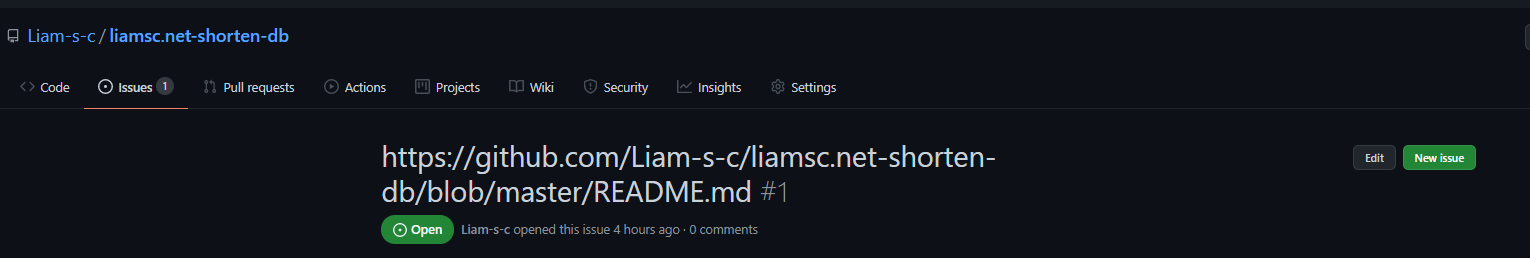 Liam-s-c / liamsc.net-shorten-db
Code Issues 1 Pull requests Actions Projects Wiki Security Insights Settings
https://github.com/Liam-s-c/liamsc.net-shorten-
db/blob/master/README.md #1
Edit New issue
Open Liam-s-c opened this issue 4 hours ago · 0 comments